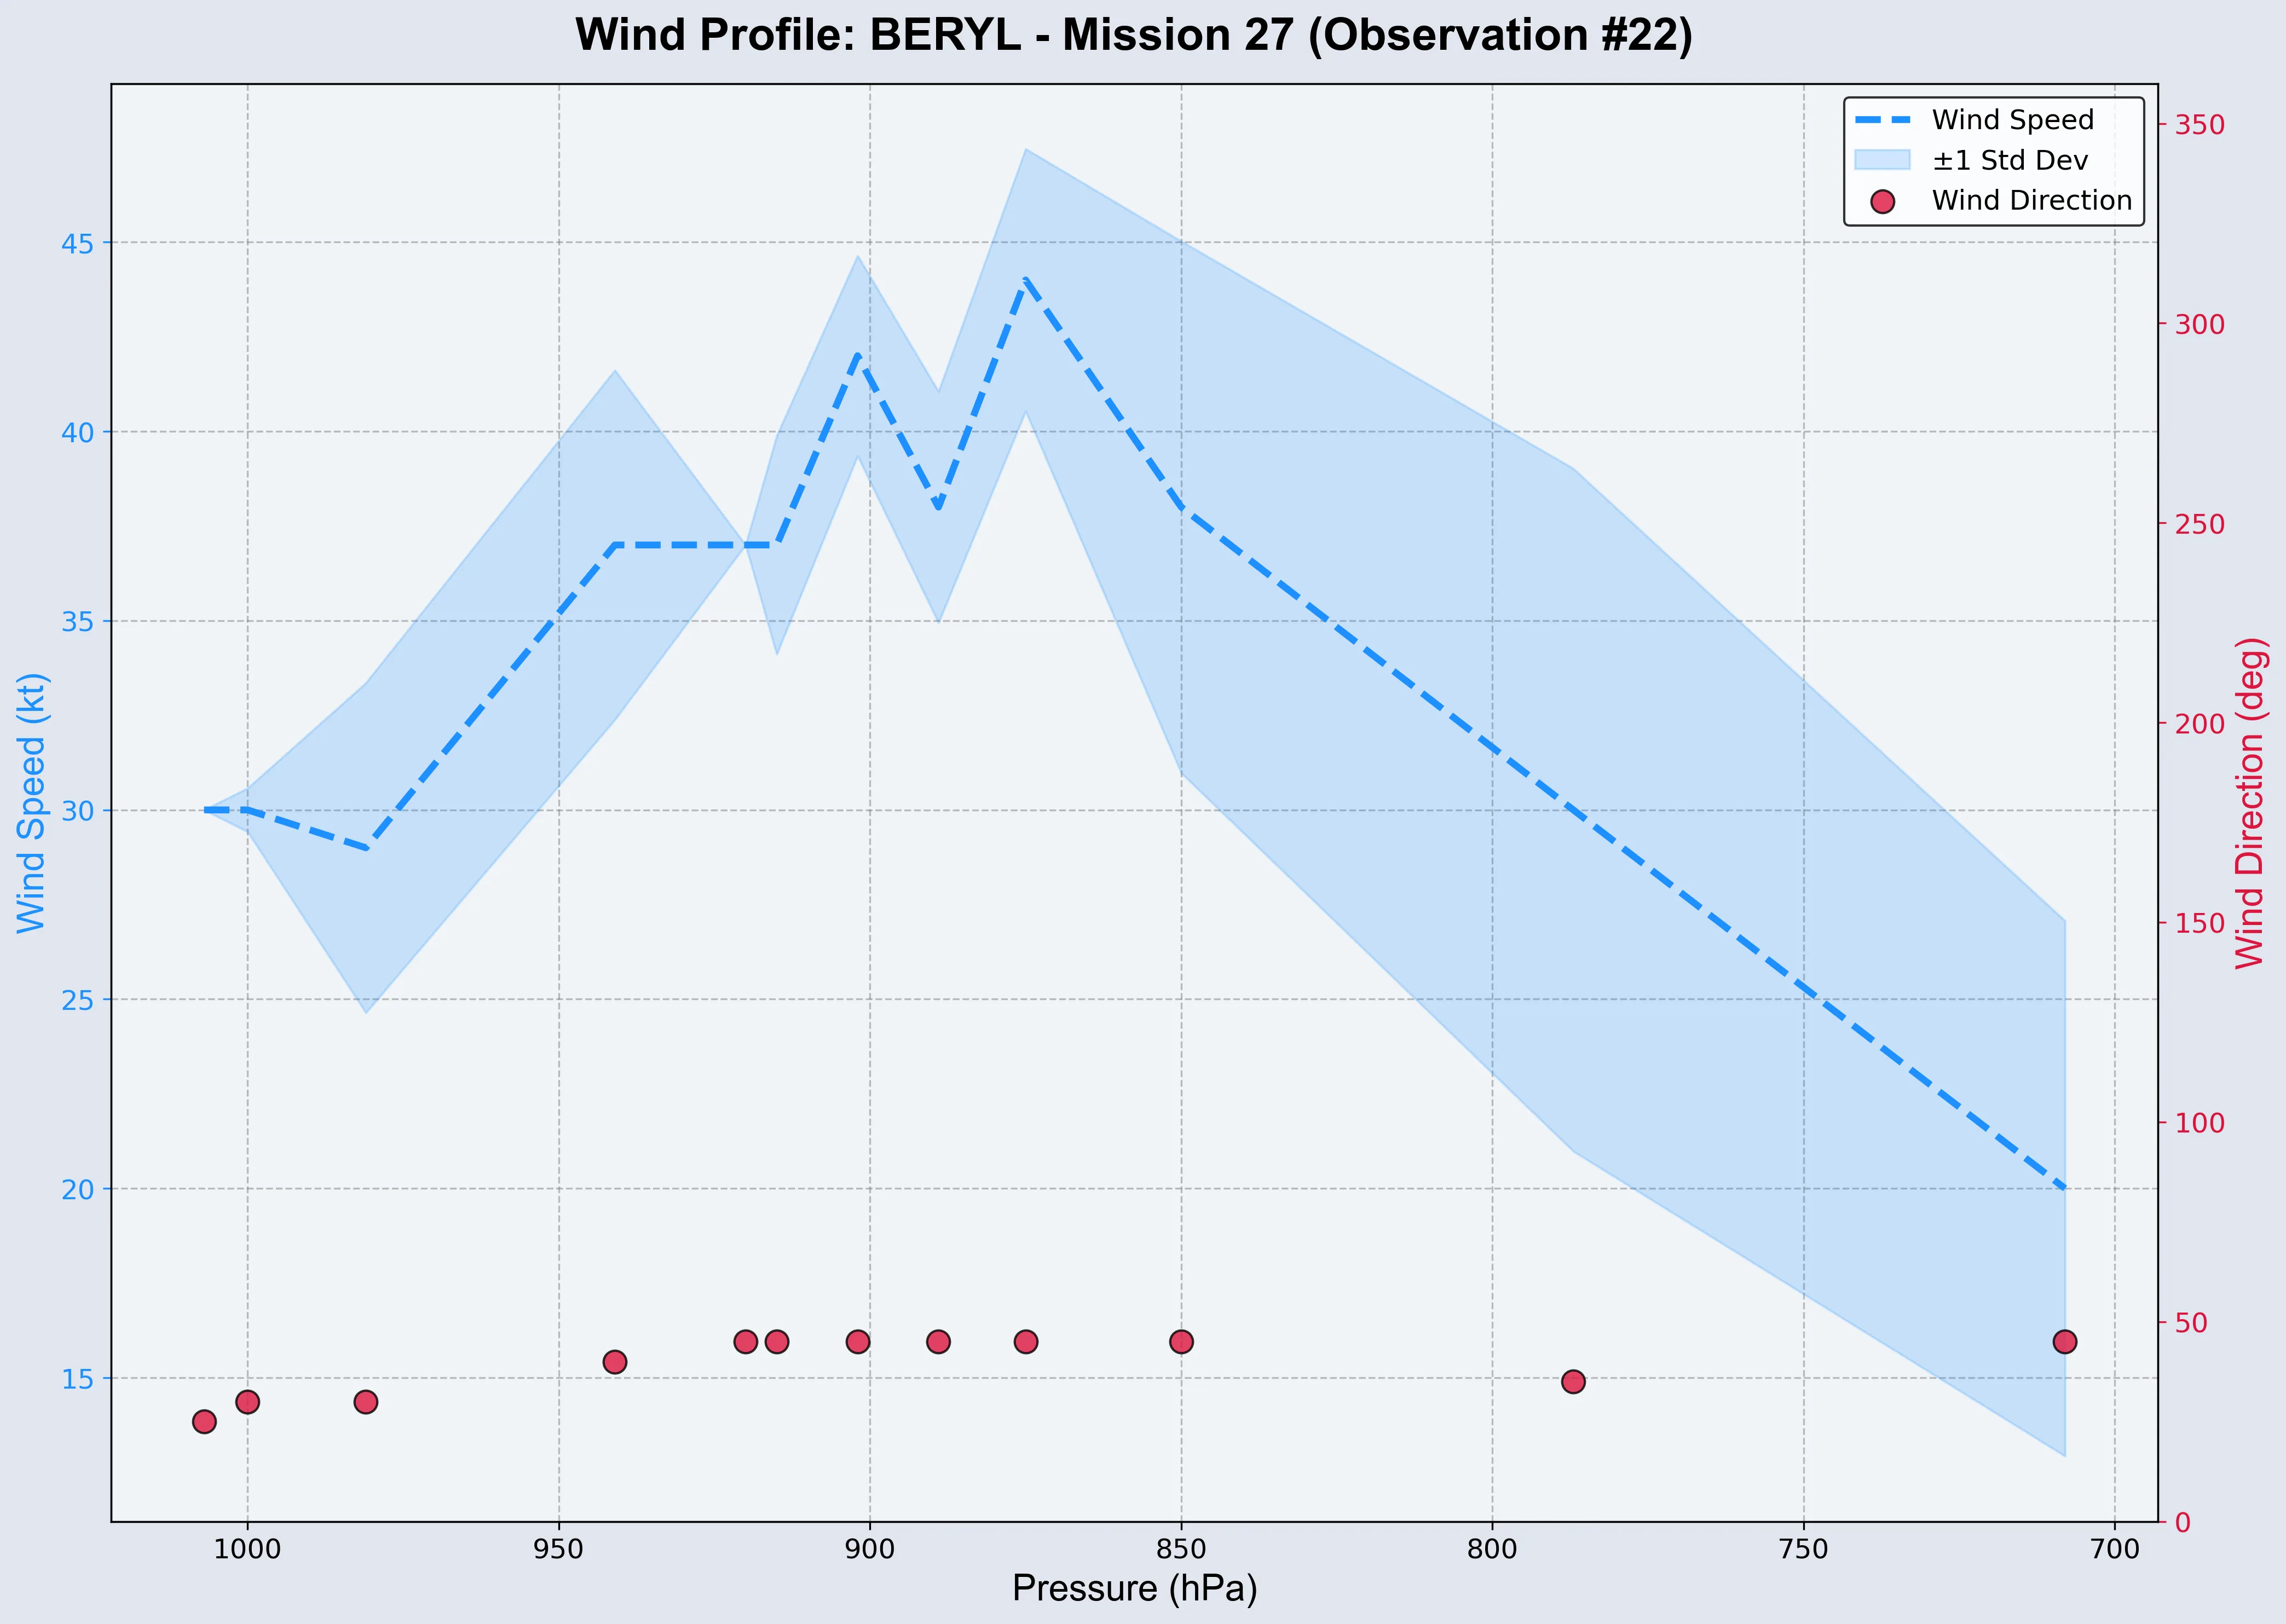 Wind Profile: BERYL - Mission 27 (Observation #22)
Wind Speed
±1 Std Dev
Wind Direction
Wind Speed (kt)
45
40
35
30
25
20
15
350
300
250
200
150
100
50
0
Wind Direction (deg)
1000 950 900 850 800 750 700
Pressure (hPa)